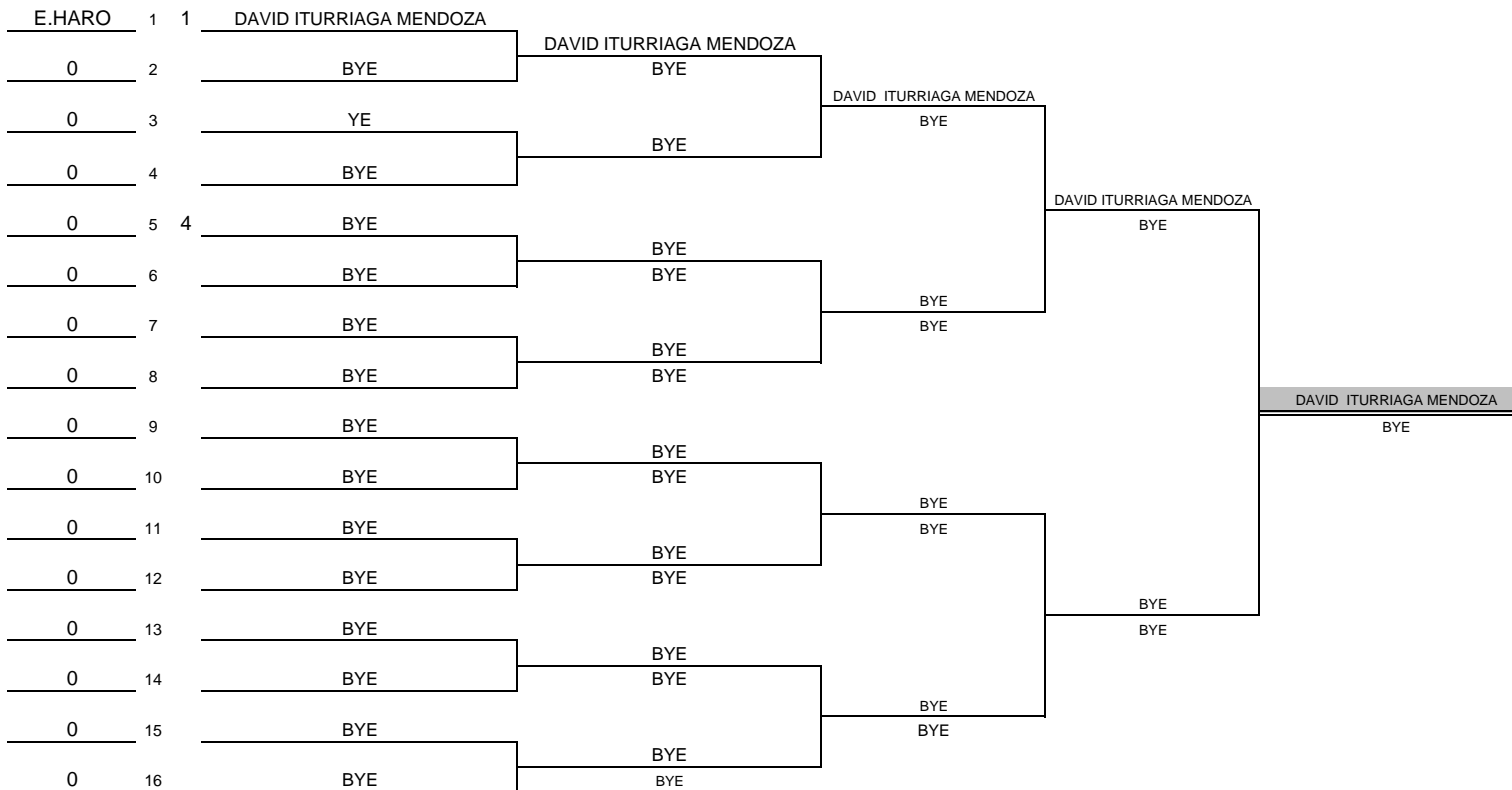 E.HARO 1 1 DAVID ITURRIAGA MENDOZA
DAVID ITURRIAGA MENDOZA
0 2 BYE BYE
DAVID  ITURRIAGA MENDOZA
0 3 YE BYE
BYE
0 4 BYE
DAVID ITURRIAGA MENDOZA
0 5 4 BYE BYE
BYE
0 6 BYE BYE
BYE
0 7 BYE BYE
BYE
0 8 BYE BYE
DAVID  ITURRIAGA MENDOZA
0 9 BYE BYE
BYE
0 10 BYE BYE
BYE
0 11 BYE BYE
BYE
0 12 BYE BYE
BYE
0 13 BYE BYE
BYE
0 14 BYE BYE
BYE
0 15 BYE BYE
BYE
0 16 BYE BYE